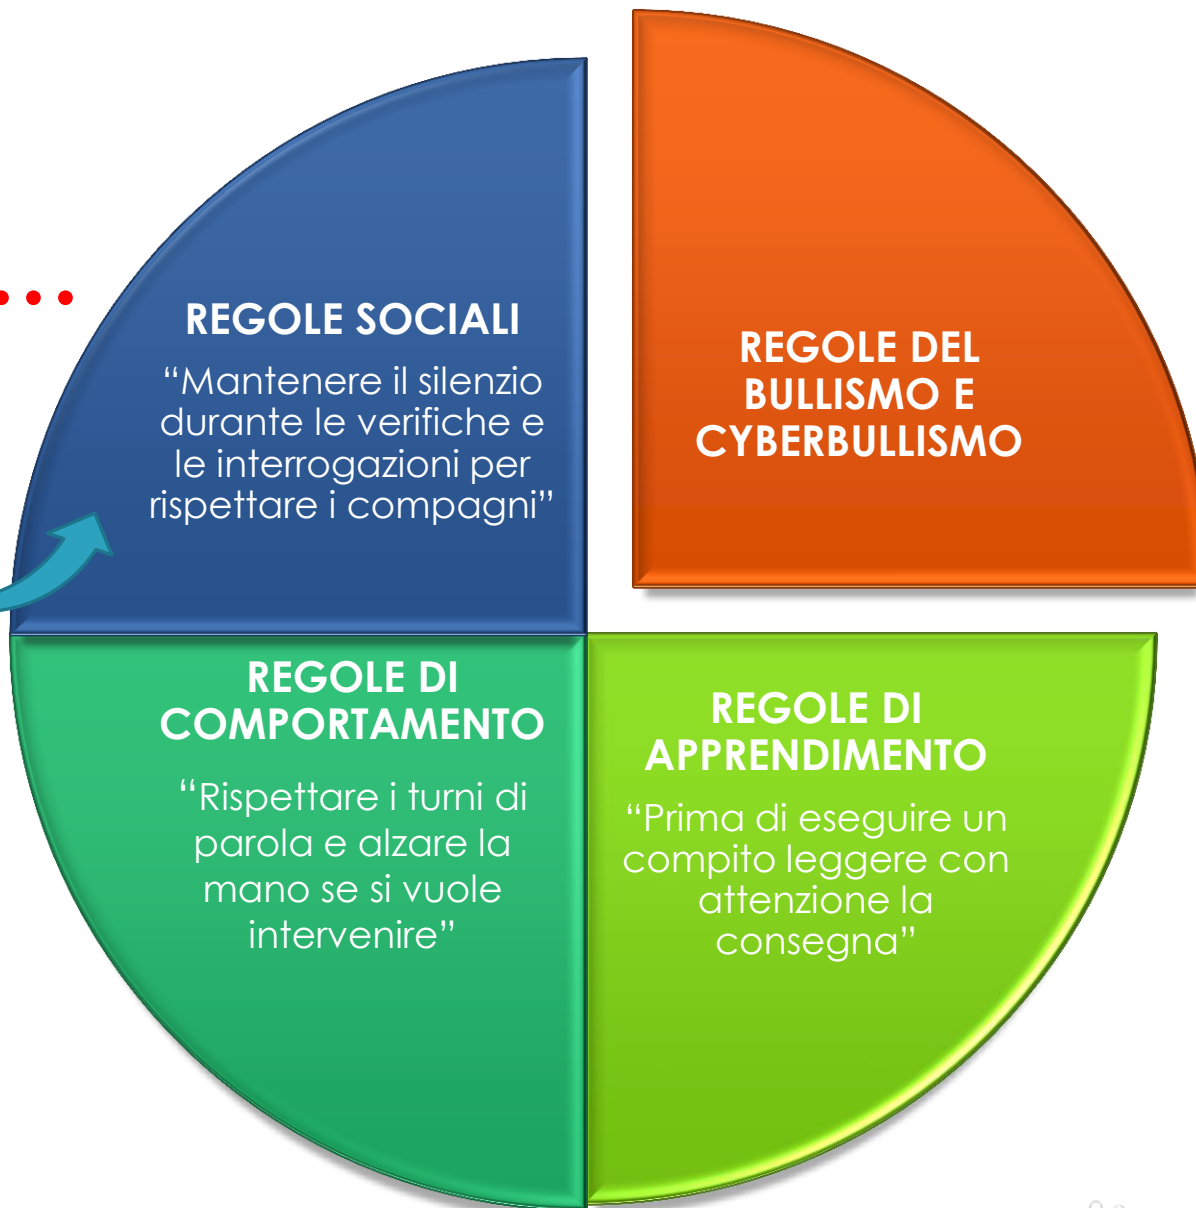 REGOLE SOCIALI
“Mantenere il silenzio
durante le verifiche e
le interrogazioni per
rispettare i compagni”
REGOLE DEL
BULLISMO E
CYBERBULLISMO
REGOLE DI
COMPORTAMENTO
“Rispettare i turni di
parola e alzare la
mano se si vuole
intervenire”
REGOLE DI
APPRENDIMENTO
“Prima di eseguire un
compito leggere con
attenzione la
consegna”